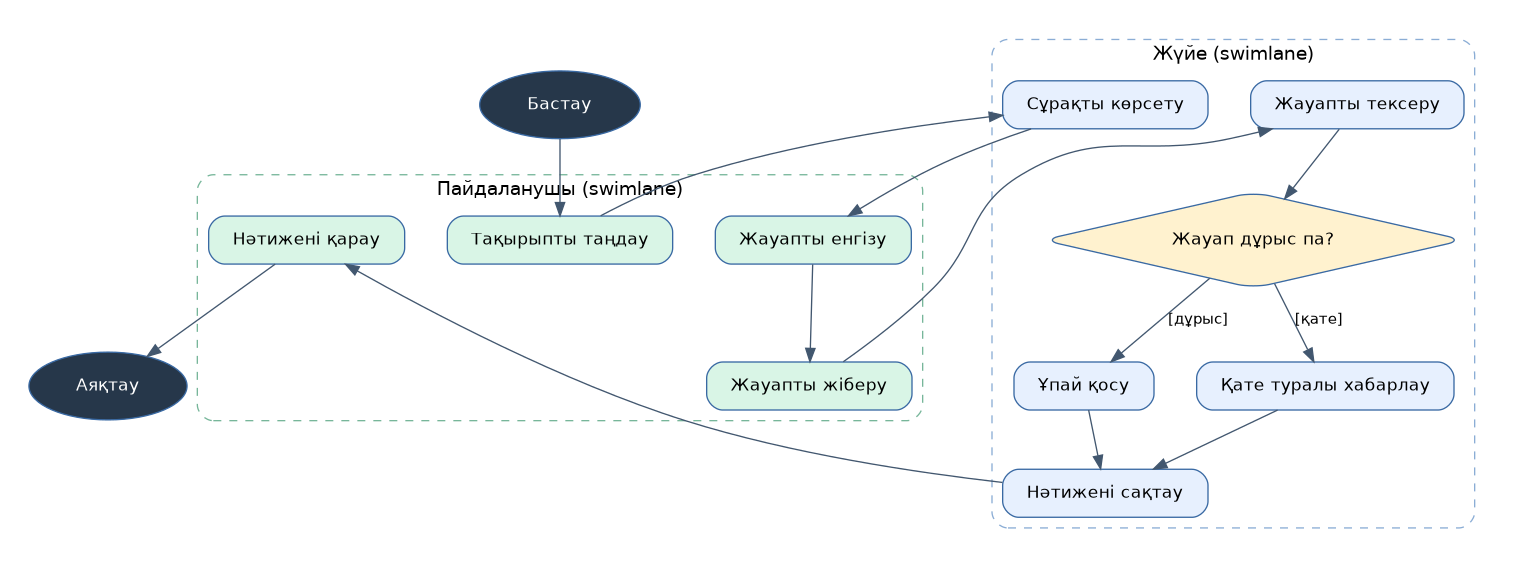 Жүйе (swimlane)
Бастау
Сұрақты көрсету
Жауапты тексеру
Пайдаланушы (swimlane)
Нәтижені қарау
Тақырыпты таңдау
Жауапты енгізу
Жауап дұрыс па?
[дұрыс]
[қате]
Аяқтау
Жауапты жіберу
Ұпай қосу
Қате туралы хабарлау
Нәтижені сақтау